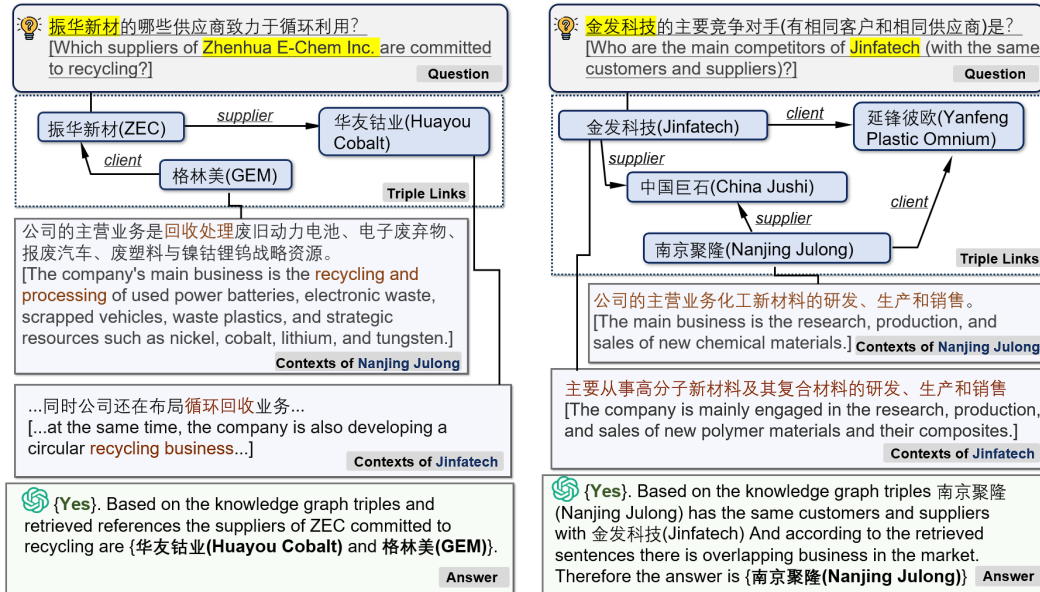 振华新材的哪些供应商致力于循环利用?
[Which suppliers of Zhenhua E-Chem Inc. are committed
to recycling?]
Question
振华新材(ZEC)
supplier
华友钴业(Huayou
Cobalt)
client
格林美(GEM)
Triple Links
公司的主营业务是回收处理废旧动力电池、电子废弃物、
报废汽车、废塑料与镍钴锂钨战略资源。
[The company's main business is the recycling and
processing of used power batteries, electronic waste,
scrapped vehicles, waste plastics, and strategic
resources such as nickel, cobalt, lithium, and tungsten.]
Contexts of Nanjing Julong
...同时公司还在布局循环回收业务...
[...at the same time, the company is also developing a
circular recycling business...]
Contexts of Jinfatech
{Yes}. Based on the knowledge graph triples and
retrieved references the suppliers of ZEC committed to
recycling are {华友钴业(Huayou Cobalt) and 格林美(GEM)}.
Answer
金发科技的主要竞争对手(有相同客户和相同供应商)是?
[Who are the main competitors of Jinfatech (with the same
customers and suppliers)?]
Question
金发科技(Jinfatech)
client
延锋彼欧(Yanfeng
Plastic Omnium)
supplier
中国巨石(China Jushi)
client
supplier
南京聚隆(Nanjing Julong)
Triple Links
公司的主营业务化工新材料的研发、生产和销售。
[The main business is the research, production, and
sales of new chemical materials.]
Contexts of Nanjing Julong
主要从事高分子新材料及其复合材料的研发、生产和销售
[The company is mainly engaged in the research, production,
and sales of new polymer materials and their composites.]
Contexts of Jinfatech
{Yes}. Based on the knowledge graph triples 南京聚隆
(Nanjing Julong) has the same customers and suppliers
with 金发科技(Jinfatech) And according to the retrieved
sentences there is overlapping business in the market.
Therefore the answer is {南京聚隆(Nanjing Julong)}
Answer